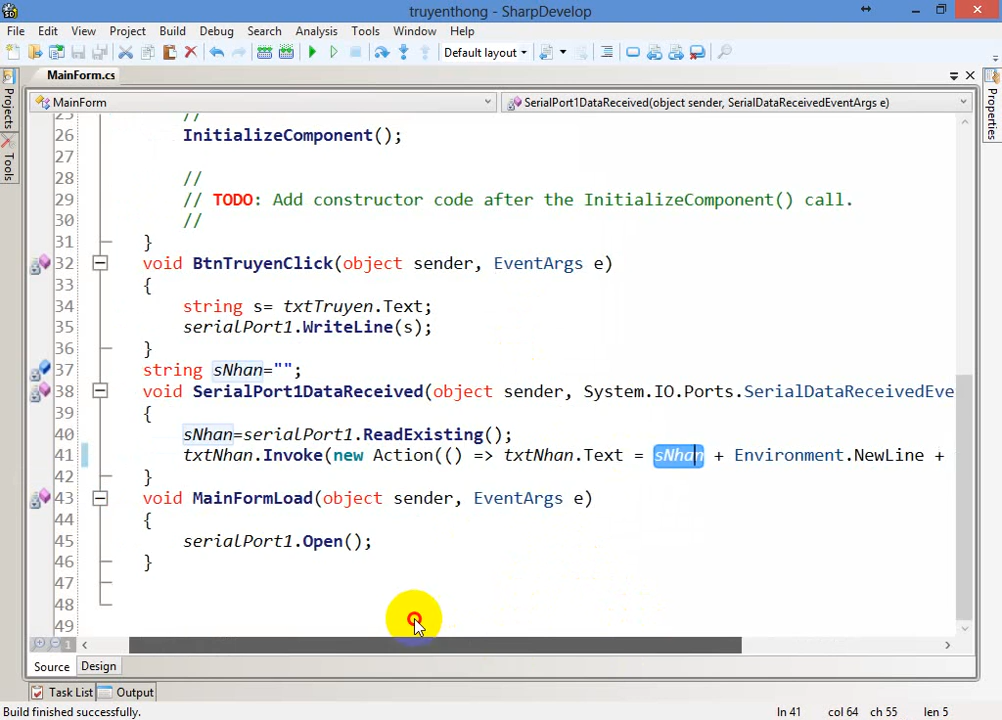 truyenthong - SharpDevelop
File Edit View Project Build Debug Search Analysis Tools Window Help
Default layout
MainForm.cs
MainForm SerialPort1DataReceived(object sender, SerialDataReceivedEventArgs e)
Projects
Tools
Properties
25 //
26 InitializeComponent();
27
28 //
29 // TODO: Add constructor code after the InitializeComponent() call.
30 //
31 }
32 void BtnTruyenClick(object sender, EventArgs e)
33 {
34 string s= txtTruyen.Text;
35 serialPort1.WriteLine(s);
36 }
37 string sNhan="";
38 void SerialPort1DataReceived(object sender, System.IO.Ports.SerialDataReceivedEve
39 {
40 sNhan=serialPort1.ReadExisting();
41 txtNhan.Invoke(new Action(() => txtNhan.Text = sNhan + Environment.NewLine +
42 }
43 void MainFormLoad(object sender, EventArgs e)
44 {
45 serialPort1.Open();
46 }
47
48
49
1
Source Design
Task List Output
Build finished successfully. ln 41 col 64 ch 55 len 5